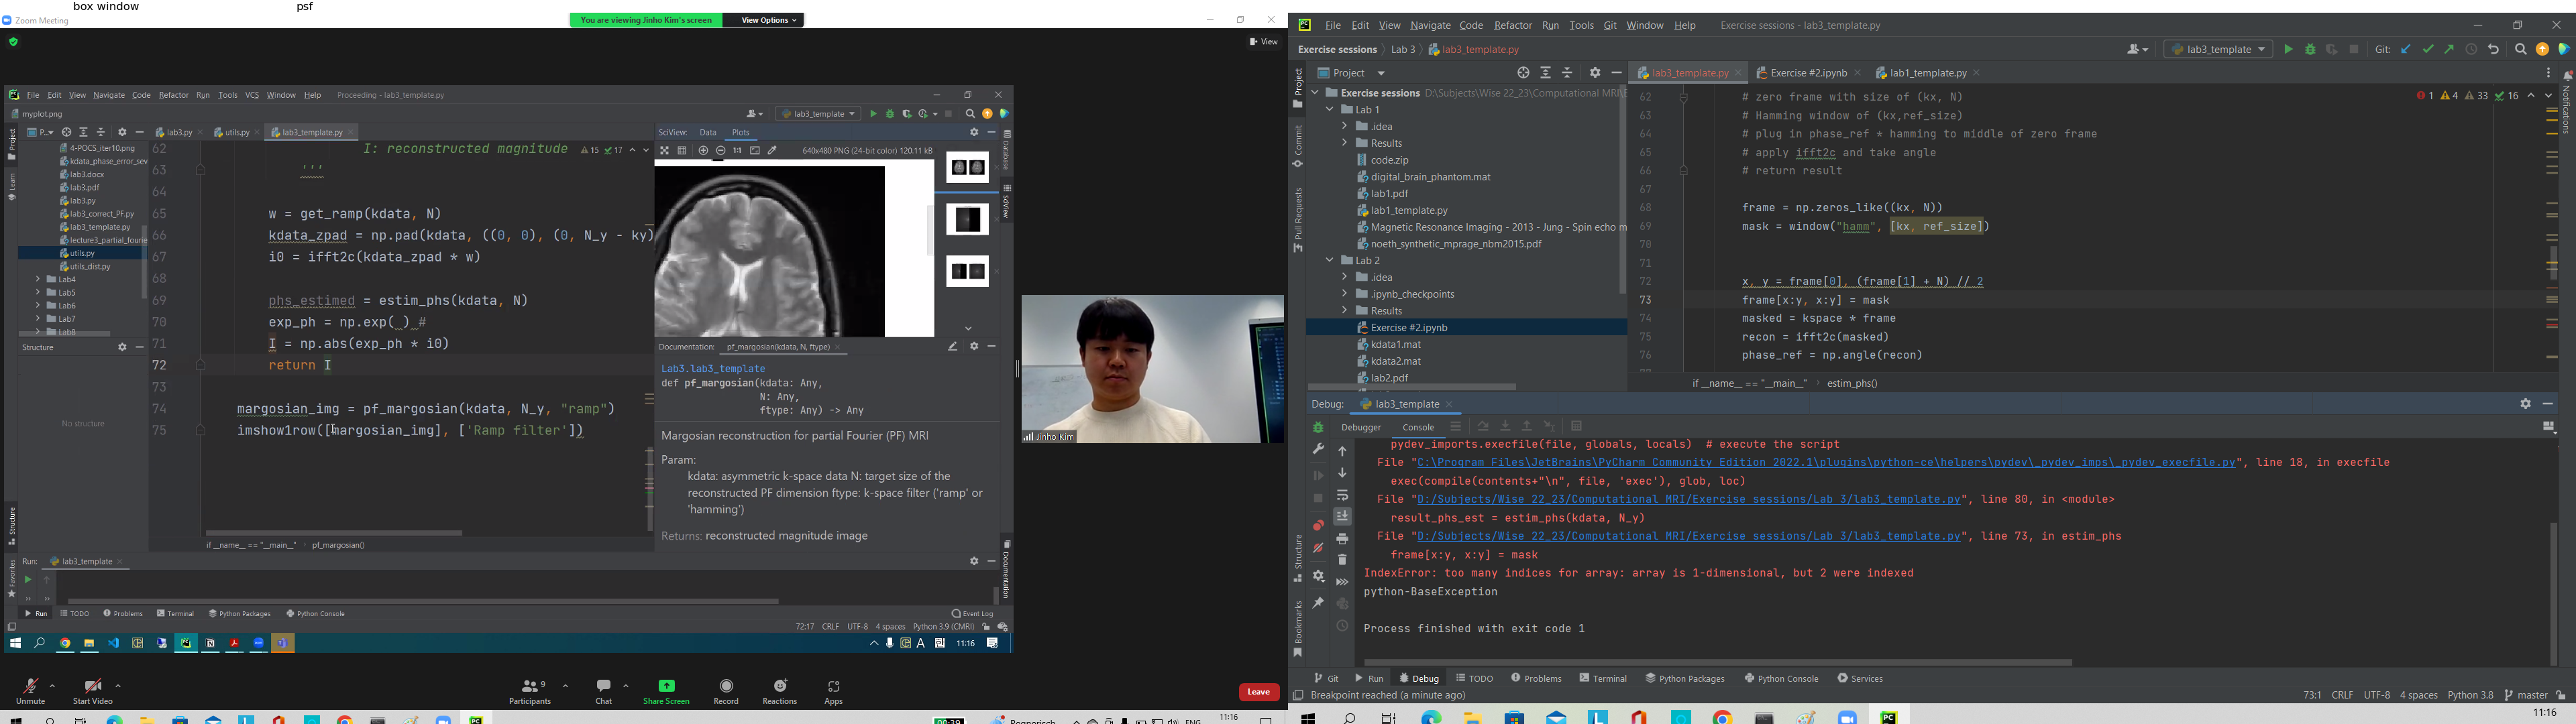 box window
psf
Zoom Meeting
You are viewing Jinho Kim's screen
View Options
View
File Edit View Navigate Code Refactor Run Tools VCS Window Help
Proceeding - lab3_template.py
myplot.png
lab3_template
P...
lab3.py
utils.py
lab3_template.py
SciView:
Data
Plots
640x480 PNG (24-bit color) 120.11 kB
4-POCS_iter10.png
kdata_phase_error_sev
lab3.docx
lab3.pdf
lab3.py
lab3_correct_PF.py
lab3_template.py
lecture3_partial_fourie
utils.py
utils_dist.py
Lab4
Lab5
Lab6
Lab7
Lab8
Structure
No structure
62 I: reconstructed magnitude
15 17
63 '''
64
65 w = get_ramp(kdata, N)
66 kdata_zpad = np.pad(kdata, ((0, 0), (0, N_y - ky)
67 i0 = ifft2c(kdata_zpad * w)
68
69 phs_estimed = estim_phs(kdata, N)
70 exp_ph = np.exp( ) #
71 I = np.abs(exp_ph * i0)
72 return I
73
74 margosian_img = pf_margosian(kdata, N_y, "ramp")
75 imshow1row([margosian_img], ['Ramp filter'])
if __name__ == "__main__"
pf_margosian()
Documentation:
pf_margosian(kdata, N, ftype)
Lab3.lab3_template
def pf_margosian(kdata: Any,
N: Any,
ftype: Any) -> Any
Margosian reconstruction for partial Fourier (PF) MRI
Param:
kdata: asymmetric k-space data N: target size of the
reconstructed PF dimension ftype: k-space filter ('ramp' or
'hamming')
Returns: reconstructed magnitude image
Project
Learn
Structure
Favorites
Database
SciView
Documentation
Run:
lab3_template
Run
TODO
Problems
Terminal
Python Packages
Python Console
Event Log
72:17 CRLF UTF-8 4 spaces Python 3.9 (CMRI)
11:16
Jinho Kim
Unmute
Start Video
Participants
9
Chat
Share Screen
Record
Reactions
Apps
Leave
00:39
Regnerisch
ENG
11:16
File Edit View Navigate Code Refactor Run Tools Git Window Help
Exercise sessions - lab3_template.py
Exercise sessions
Lab 3
lab3_template.py
lab3_template
Git:
Project
lab3_template.py
Exercise #2.ipynb
lab1_template.py
Exercise sessions D:\Subjects\Wise 22_23\Computational MRI\E
Lab 1
.idea
Results
code.zip
digital_brain_phantom.mat
lab1.pdf
lab1_template.py
Magnetic Resonance Imaging - 2013 - Jung - Spin echo m
noeth_synthetic_mprage_nbm2015.pdf
Lab 2
.idea
.ipynb_checkpoints
Results
Exercise #2.ipynb
kdata1.mat
kdata2.mat
lab2.pdf
1 4 33 16
62 # zero frame with size of (kx, N)
63 # Hamming window of (kx,ref_size)
64 # plug in phase_ref * hamming to middle of zero frame
65 # apply ifft2c and take angle
66 # return result
67
68 frame = np.zeros_like((kx, N))
69 mask = window("hamm", [kx, ref_size])
70
71
72 x, y = frame[0], (frame[1] + N) // 2
73 frame[x:y, x:y] = mask
74 masked = kspace * frame
75 recon = ifft2c(masked)
76 phase_ref = np.angle(recon)
if __name__ == "__main__"
estim_phs()
Project
Commit
Pull Requests
Structure
Bookmarks
Notifications
Debug:
lab3_template
Debugger
Console
pydev_imports.execfile(file, globals, locals) # execute the script
File "C:\Program Files\JetBrains\PyCharm Community Edition 2022.1\plugins\python-ce\helpers\pydev\_pydev_imps\_pydev_execfile.py", line 18, in execfile
exec(compile(contents+"\n", file, 'exec'), glob, loc)
File "D:/Subjects/Wise 22_23/Computational MRI/Exercise sessions/Lab 3/lab3_template.py", line 80, in <module>
result_phs_est = estim_phs(kdata, N_y)
File "D:/Subjects/Wise 22_23/Computational MRI/Exercise sessions/Lab 3/lab3_template.py", line 73, in estim_phs
frame[x:y, x:y] = mask
IndexError: too many indices for array: array is 1-dimensional, but 2 were indexed
python-BaseException
Process finished with exit code 1
Git
Run
Debug
TODO
Problems
Terminal
Python Packages
Python Console
Services
Breakpoint reached (a minute ago)
73:1 CRLF UTF-8 4 spaces Python 3.8 master
11:16